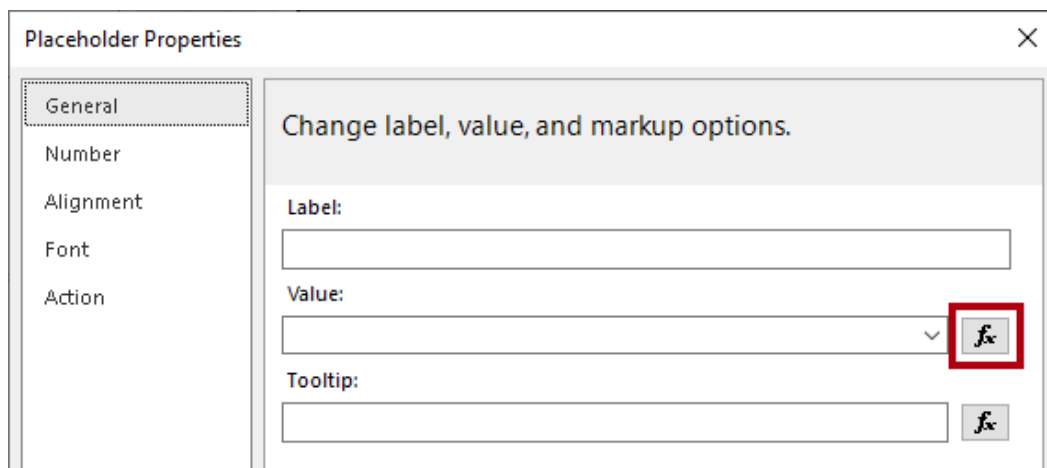 Placeholder Properties
General
Number
Alignment
Font
Action
Change label, value, and markup options.
Label:
Value:
fx
Tooltip:
fx